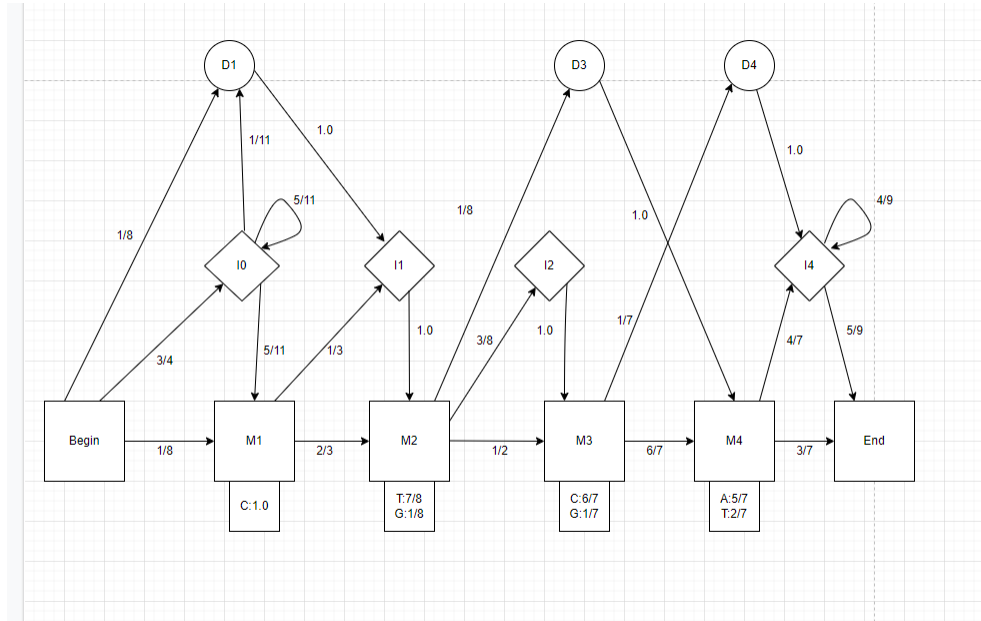 D1
D3
D4
1/11
1.0
1.0
5/11
4/9
1/8
1/8
1.0
I0
I1
I2
I4
1/7
3/4
5/11
1/3
1.0
3/8
1.0
4/7
5/9
Begin
M1
M2
M3
M4
End
1/8
2/3
1/2
6/7
3/7
C:1.0
T:7/8
G:1/8
C:6/7
G:1/7
A:5/7
T:2/7